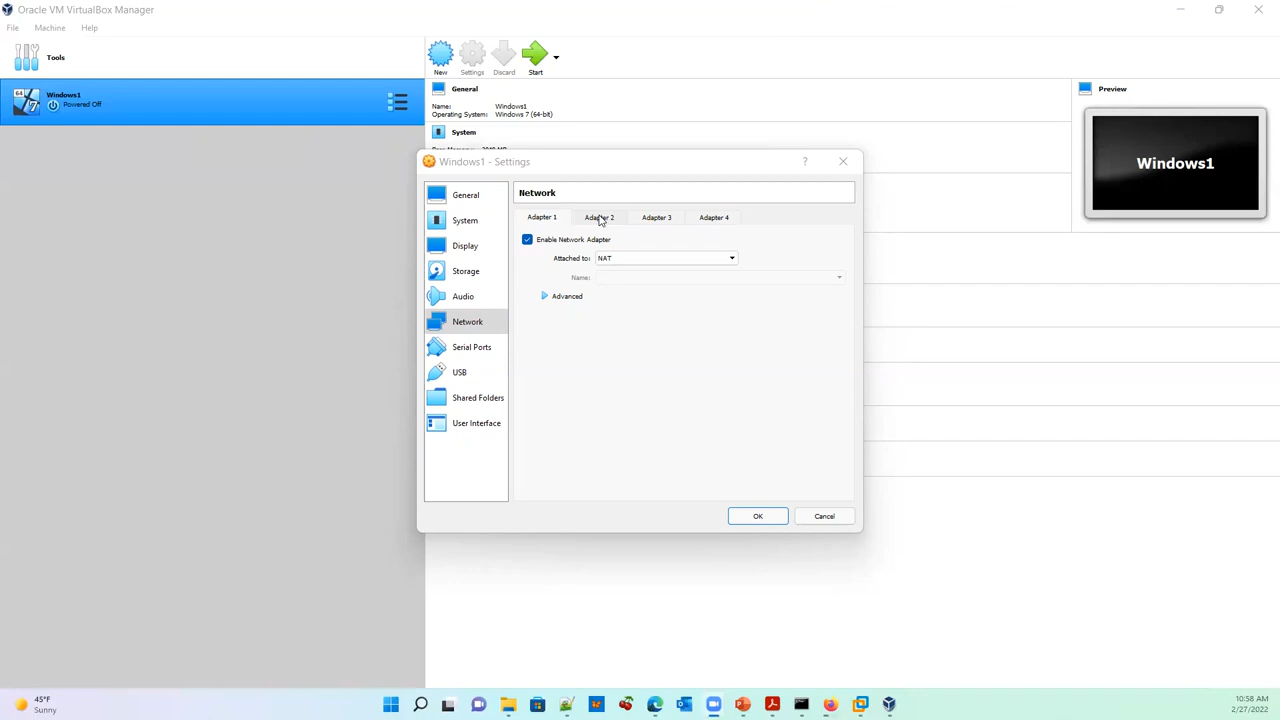 Oracle VM VirtualBox Manager
File Machine Help
Tools
New Settings Discard Start
64
7
Windows1
Powered Off
General
Name: Windows1
Operating System: Windows 7 (64-bit)
System
Preview
Windows1
Windows1 - Settings
?
General
System
Display
Storage
Audio
Network
Serial Ports
USB
Shared Folders
User Interface
Network
Adapter 1 Adapter 2 Adapter 3 Adapter 4
Enable Network Adapter
Attached to: NAT
Name:
Advanced
OK Cancel
45°F
Sunny
10:58 AM
2/27/2022